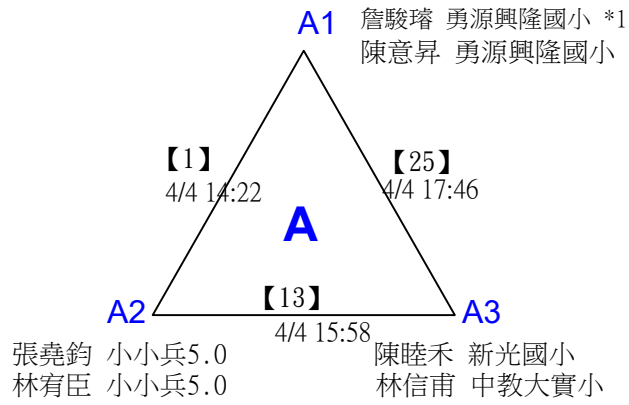 A1 詹駿璿 勇源興隆國小 *1
陳意昇 勇源興隆國小
【1】 【25】
4/4 14:22 4/4 17:46
A
【13】
A2 A3
4/4 15:58
張堯鈞 小小兵5.0 陳睦禾 新光國小
林宥臣 小小兵5.0 林信甫 中教大實小